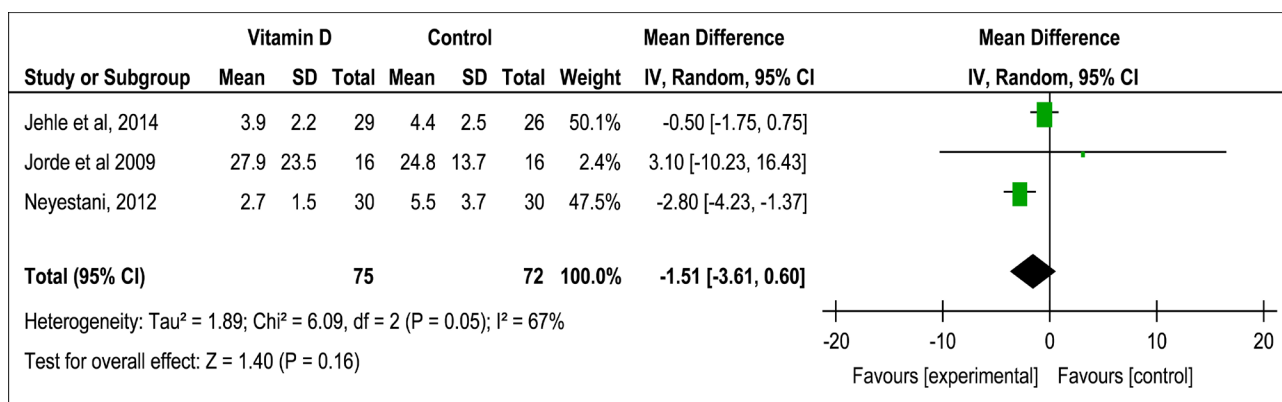 Vitamin D Control Mean Difference Mean Difference
Study or Subgroup Mean SD Total Mean SD Total Weight IV, Random, 95% CI IV, Random, 95% CI
Jehle et al, 2014 3.9 2.2 29 4.4 2.5 26 50.1% -0.50 [-1.75, 0.75]
Jorde et al 2009 27.9 23.5 16 24.8 13.7 16 2.4% 3.10 [-10.23, 16.43]
Neyestani, 2012 2.7 1.5 30 5.5 3.7 30 47.5% -2.80 [-4.23, -1.37]
Total (95% CI) 75 72 100.0% -1.51 [-3.61, 0.60]
Heterogeneity: Tau² = 1.89; Chi² = 6.09, df = 2 (P = 0.05); I² = 67%
Test for overall effect: Z = 1.40 (P = 0.16)
-20 -10 0 10 20
Favours [experimental] Favours [control]